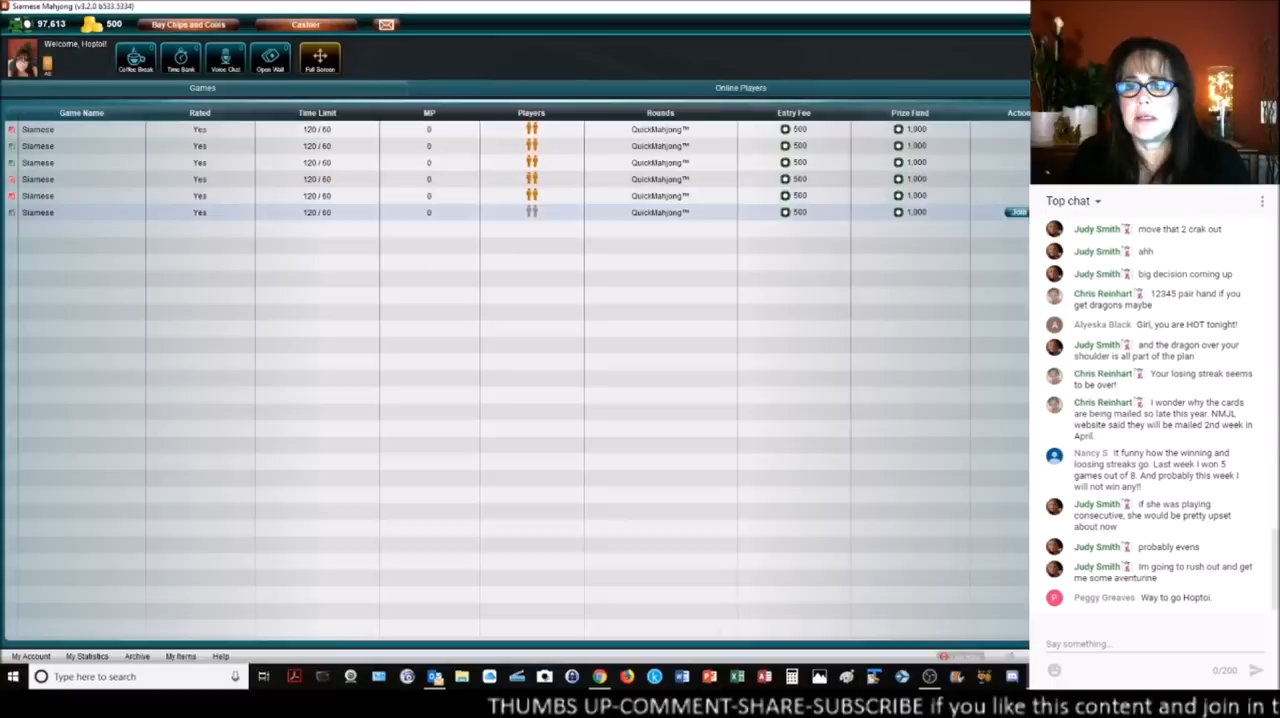 Siamese Mahjong (v3.2.0 b533.5334)
97,613 500 Buy Chips and Coins Cashier
Welcome, Hoptoi!
Coffee Break Time Bank Voice Chat Open Wall Full Screen
Games Online Players
Game Name Rated Time Limit MP Players Rounds Entry Fee Prize Fund Action
Siamese Yes 120 / 60 0 QuickMahjong™ 500 1,000
Siamese Yes 120 / 60 0 QuickMahjong™ 500 1,000
Siamese Yes 120 / 60 0 QuickMahjong™ 500 1,000
Siamese Yes 120 / 60 0 QuickMahjong™ 500 1,000
Siamese Yes 120 / 60 0 QuickMahjong™ 500 1,000
Siamese Yes 120 / 60 0 QuickMahjong™ 500 1,000 Join
My Account My Statistics Archive My Items Help
Type here to search
Top chat
Judy Smith move that 2 crak out
Judy Smith ahh
Judy Smith big decision coming up
Chris Reinhart 12345 pair hand if you
get dragons maybe
A Alyeska Black Girl, you are HOT tonight!
Judy Smith and the dragon over your
shoulder is all part of the plan
Chris Reinhart Your losing streak seems
to be over!
Chris Reinhart I wonder why the cards
are being mailed so late this year. NMJL
website said they will be mailed 2nd week in
April.
Nancy S It funny how the winning and
loosing streaks go. Last week I won 5
games out of 8. And probably this week I
will not win any!!
Judy Smith if she was playing
consecutive, she would be pretty upset
about now
Judy Smith probably evens
Judy Smith Im going to rush out and get
me some aventurine
P Peggy Greaves Way to go Hoptoi.
Say something...
0/200
THUMBS UP-COMMENT-SHARE-SUBSCRIBE if you like this content and join in t